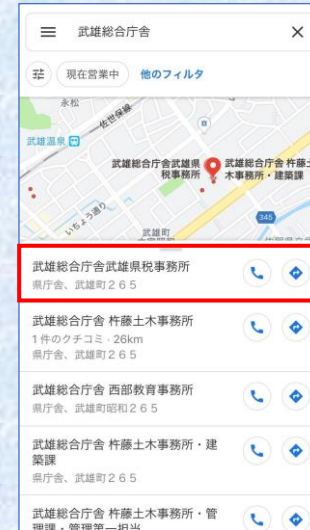 武雄総合庁舎
現在営業中 他のフィルタ
永松
佐世保線
武雄温泉
武雄総合庁舎武雄県
税事務所
武雄総合庁舎 杵藤土
木事務所・建築課
345
いちょう通り
武雄町
武雄総合庁舎武雄県税事務所
県庁舎、武雄町２６５
武雄総合庁舎 杵藤土木事務所
1 件のクチコミ · 26km
県庁舎、武雄町２６５
武雄総合庁舎 西部教育事務所
県庁舎、武雄町昭和２６５
武雄総合庁舎 杵藤土木事務所・建
築課
県庁舎、武雄町２６５
武雄総合庁舎 杵藤土木事務所・管
理課・管理第一担当